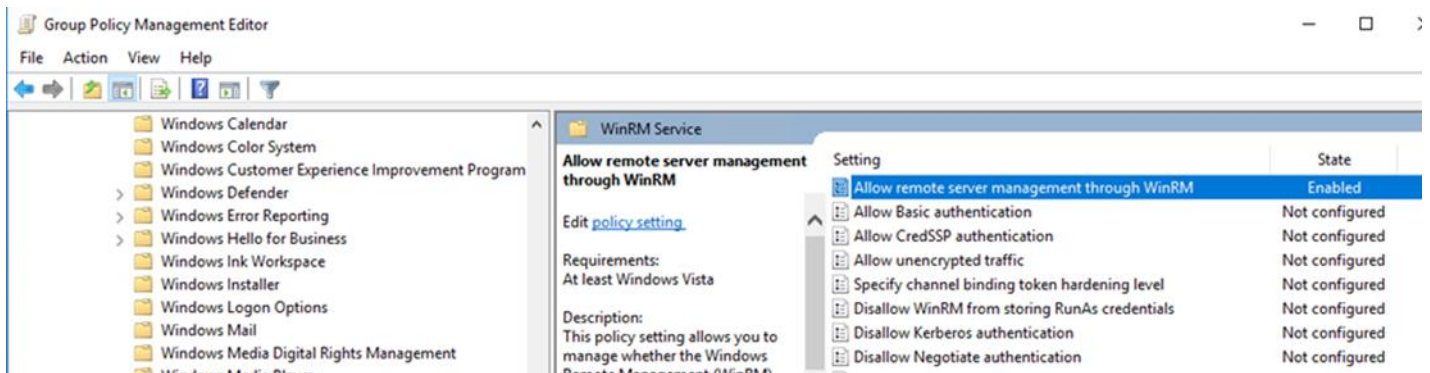 Group Policy Management Editor
File Action View Help
Windows Calendar
Windows Color System
Windows Customer Experience Improvement Program
Windows Defender
Windows Error Reporting
Windows Hello for Business
Windows Ink Workspace
Windows Installer
Windows Logon Options
Windows Mail
Windows Media Digital Rights Management
Windows Media Player
WinRM Service
Allow remote server management
through WinRM
Edit policy setting
Requirements:
At least Windows Vista
Description:
This policy setting allows you to
manage whether the Windows
Remote Management (WinRM)
Setting State
Allow remote server management through WinRM Enabled
Allow Basic authentication Not configured
Allow CredSSP authentication Not configured
Allow unencrypted traffic Not configured
Specify channel binding token hardening level Not configured
Disallow WinRM from storing RunAs credentials Not configured
Disallow Kerberos authentication Not configured
Disallow Negotiate authentication Not configured